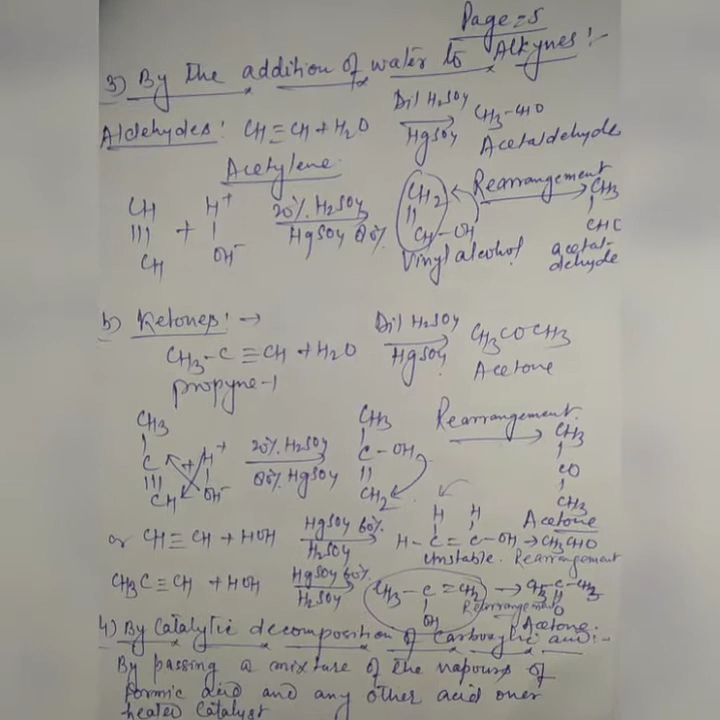 Page=5
3) By the addition of water to Alkynes:-
Aldehydes: CH≡CH + H2O Dil H2SO4 HgSO4 CH3-CHO
Acetaldehyde
Acetylene
CH H+ 20% H2SO4 CH2 Rearrangement CH3
||| + HgSO4 ||
CH OH- CH-OH CHO
Vinyl alcohol acetal-
dehyde
b) Ketones:→
CH3-C≡CH + H2O Dil H2SO4 HgSO4 CH3COCH3
Propyne-1 Acetone
CH3 CH3 Rearrangement
C + H+ 20% H2SO4 C-OH CH3
||| HgSO4 || CO
CH OH- CH2 CH3
Acetone
or CH≡CH + HOH HgSO4 60% H2SO4 H-C=C-OH → CH3CHO
H H
Unstable. Rearrangement
CH3C≡CH + HOH HgSO4 60% H2SO4 CH3-C=CH2 → CH3-C-CH3
OH Rearrangement O
Acetone.
4) By Catalytic decomposition of Carboxylic acid:-
By passing a mixture of the vapours of
formic acid and any other acid over
heated Catalyst